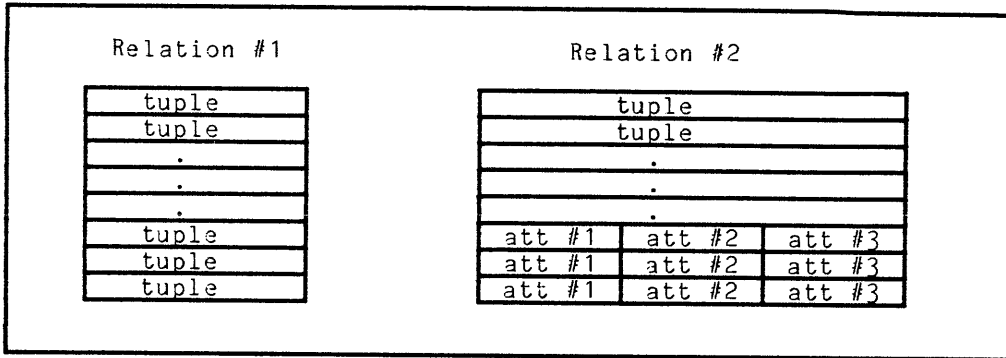 Relation #1
tuple
tuple
.
.
.
tuple
tuple
tuple
Relation #2
tuple
tuple
.
.
.
att #1 att #2 att #3
att #1 att #2 att #3
att #1 att #2 att #3